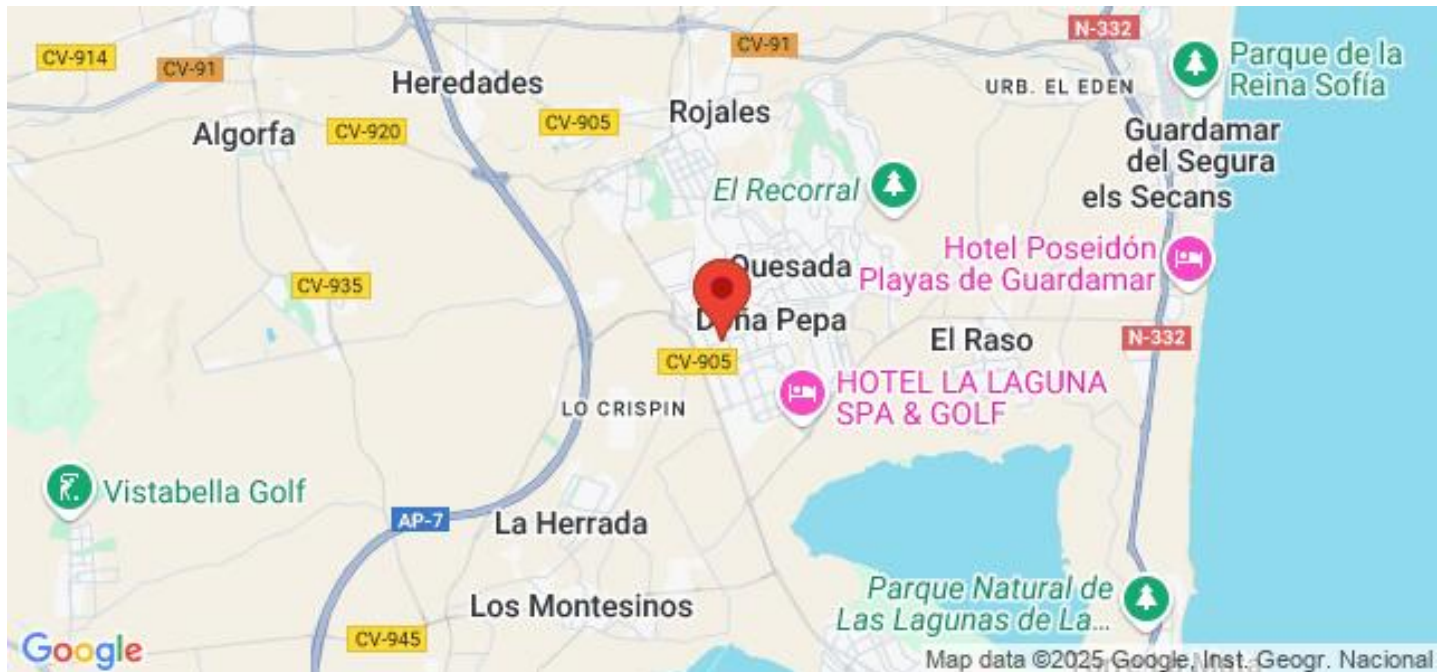 N-332
CV-91
Parque de la
Reina Sofía
CV-914
CV-91
Heredades
URB. EL EDEN
Rojales
CV-905
Guardamar
del Segura
Algorfa
CV-920
El Recorral
els Secans
Hotel Poseidón
Playas de Guardamar
Quesada
CV-935
Doña Pepa
El Raso
N-332
CV-905
HOTEL LA LAGUNA
SPA & GOLF
LO CRISPIN
Vistabella Golf
AP-7
La Herrada
Parque Natural de
Las Lagunas de La...
Los Montesinos
CV-945
Google
Map data ©2025 Google, Inst. Geogr. Nacional